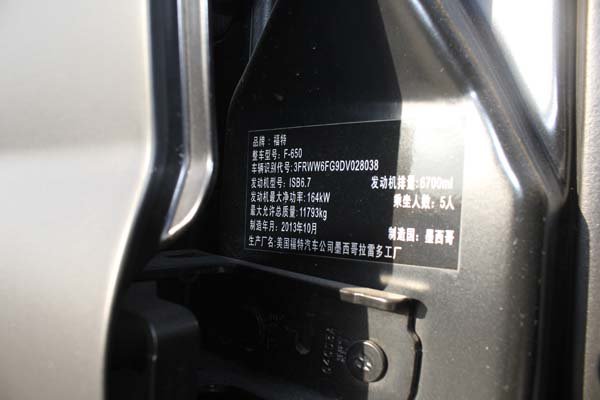 品牌：福特
整车型号：F-650
车辆识别代号：3FRWW6FG9DV028038
发动机型号：ISB6.7 发动机排量：6700ml
发动机最大净功率：164kW 乘坐人数：5人
最大允许总质量：11793kg
制造年月：2013年10月 制造国：墨西哥
生产厂名：美国福特汽车公司墨西哥拉雷多工厂